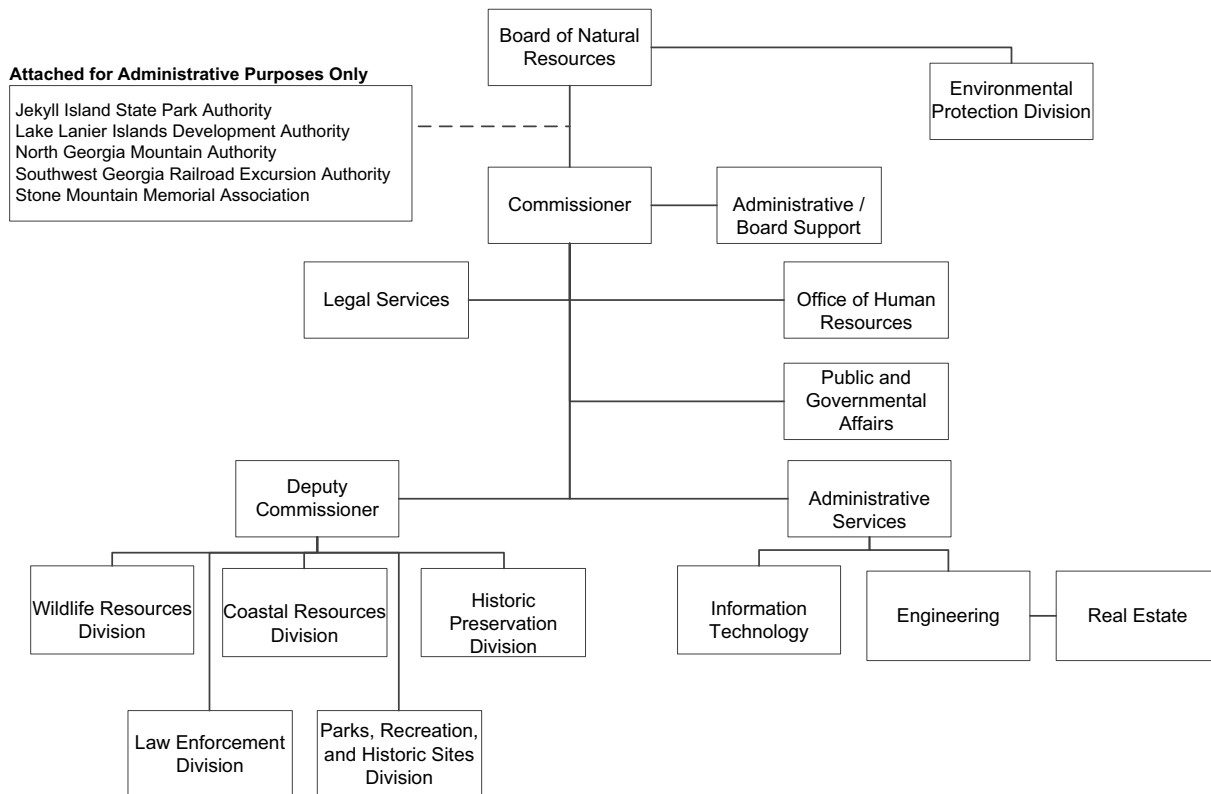 Board of Natural
Resources
Attached for Administrative Purposes Only
Jekyll Island State Park Authority
Lake Lanier Islands Development Authority
North Georgia Mountain Authority
Southwest Georgia Railroad Excursion Authority
Stone Mountain Memorial Association
Environmental
Protection Division
Commissioner
Administrative /
Board Support
Legal Services
Office of Human
Resources
Public and
Governmental
Affairs
Deputy
Commissioner
Administrative
Services
Wildlife Resources
Division
Coastal Resources
Division
Historic
Preservation
Division
Information
Technology
Engineering
Real Estate
Law Enforcement
Division
Parks, Recreation,
and Historic Sites
Division